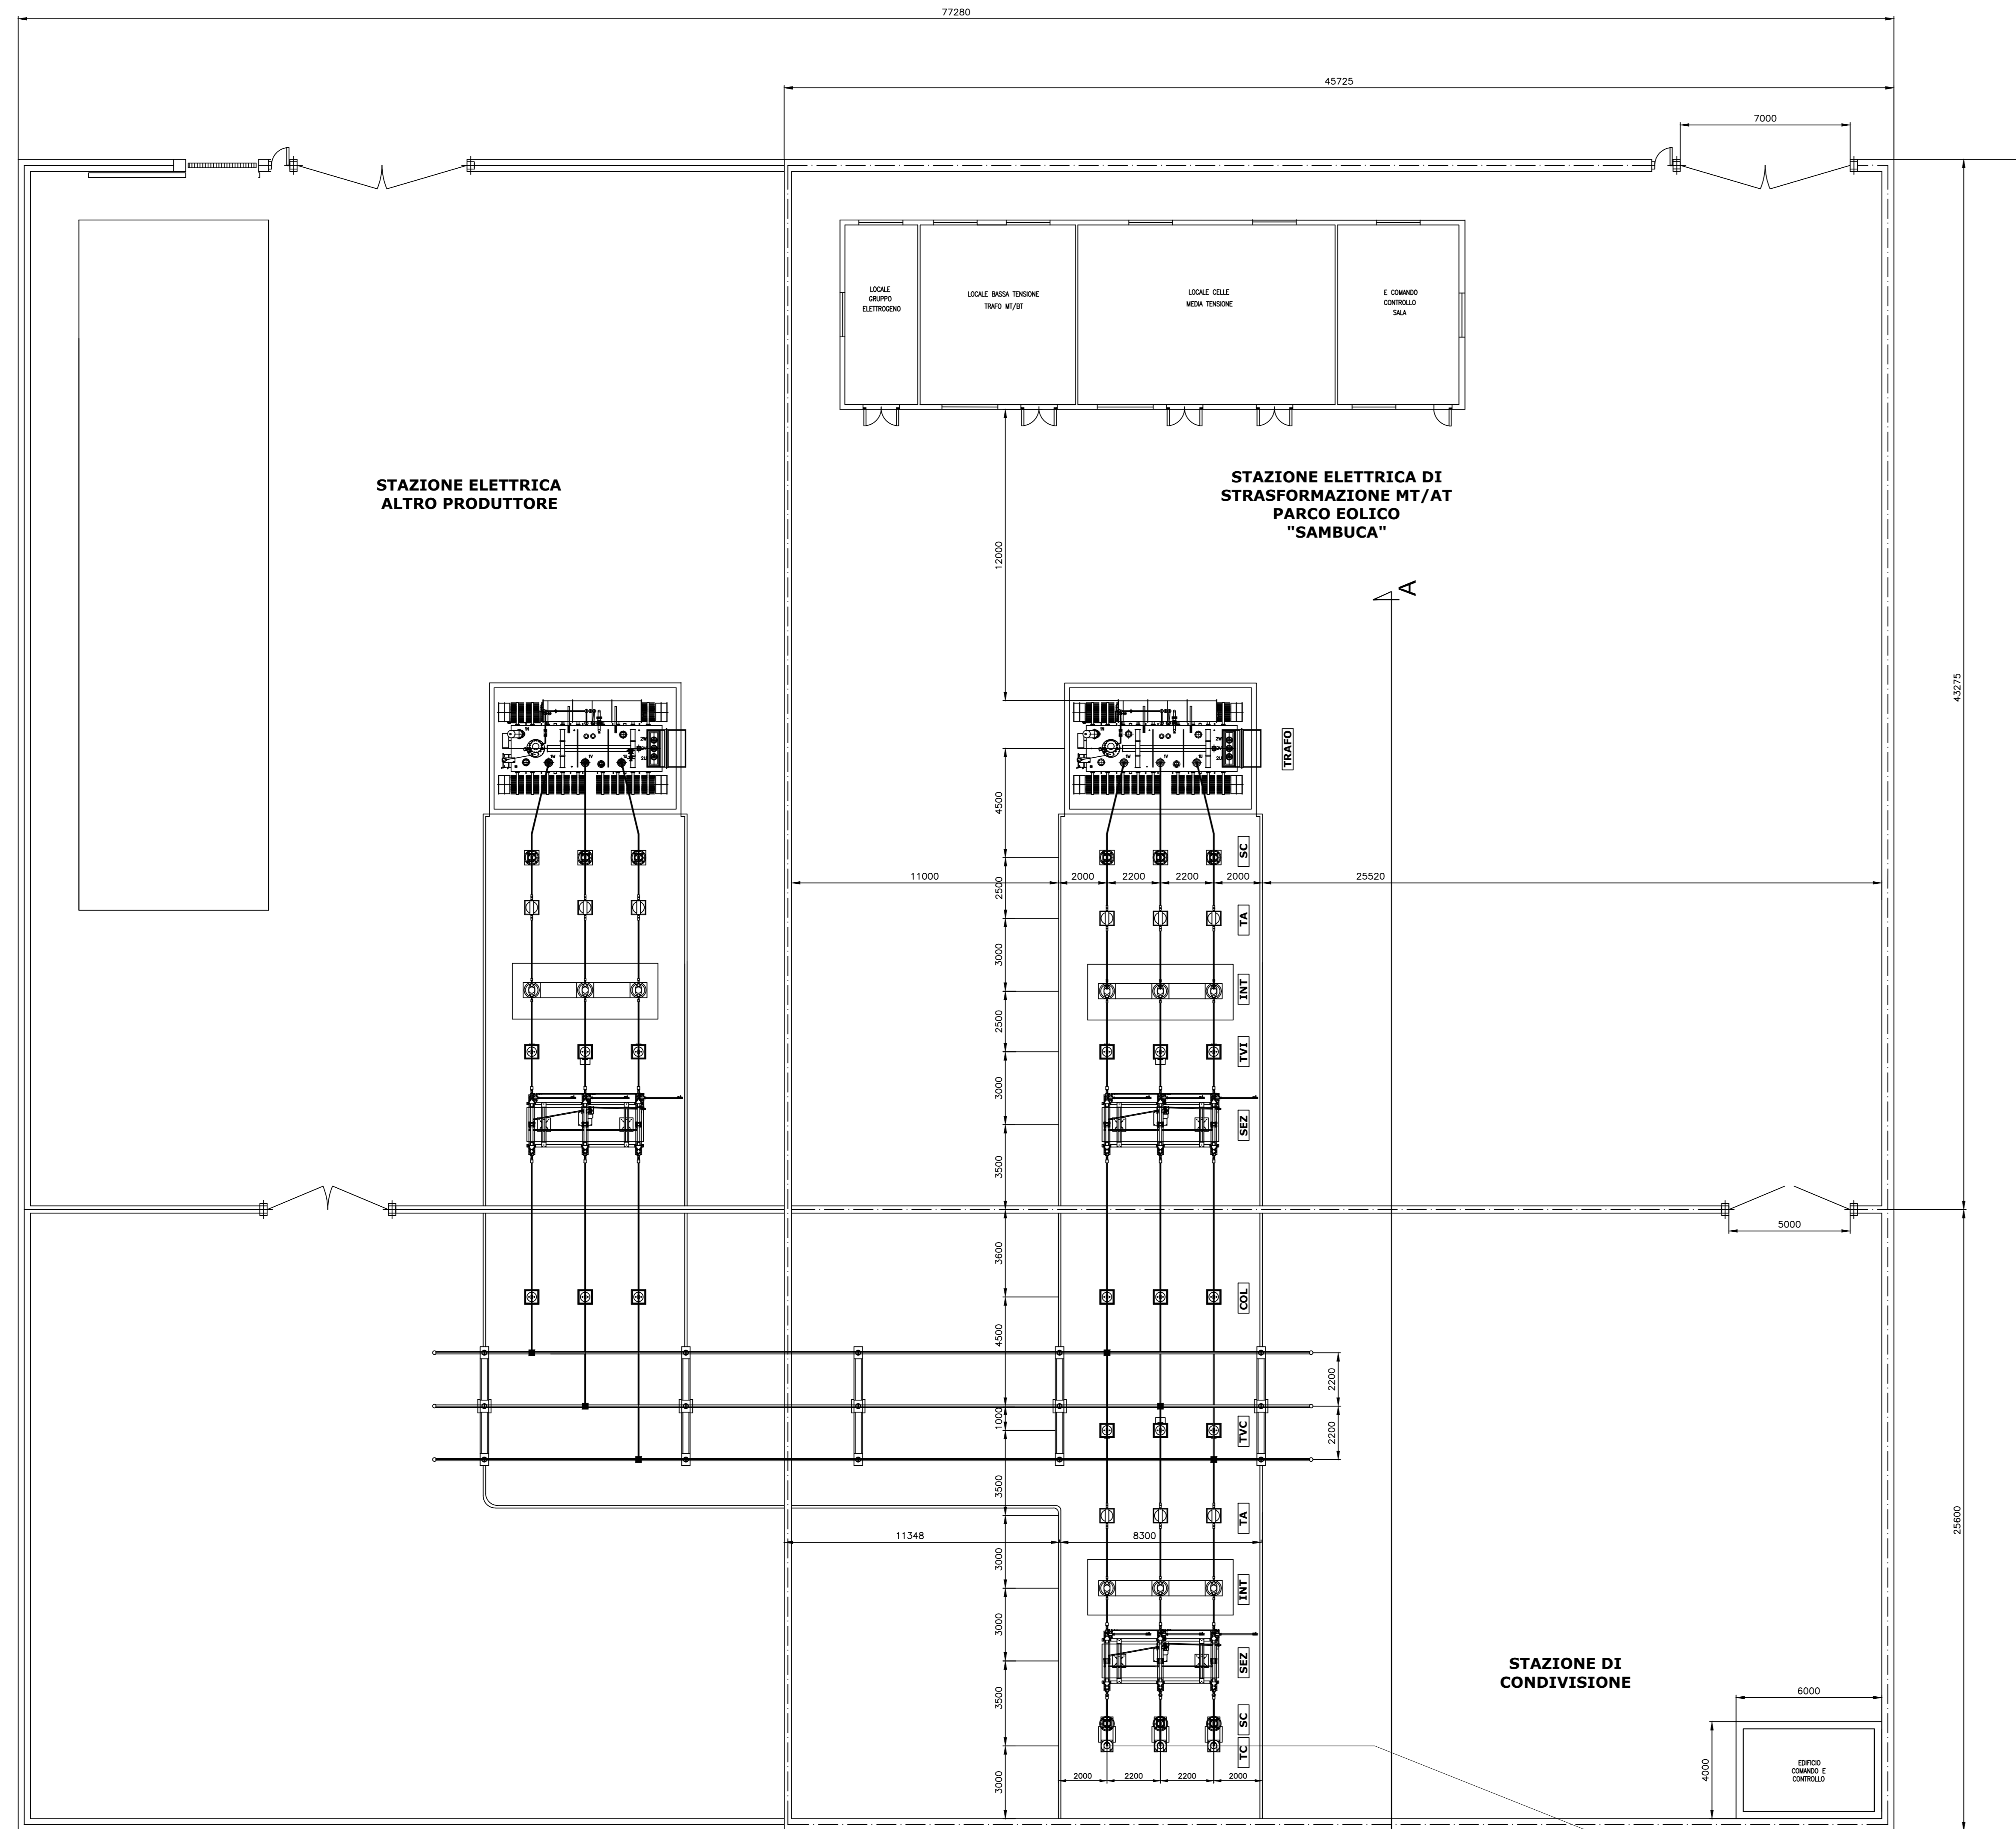 77280
45725
7000
LOCALE
GRUPPO
ELETTROGENO
LOCALE BASSA TENSIONE
TRAFO MT/BT
LOCALE CELLE
MEDIA TENSIONE
E COMANDO
CONTROLLO
SALA
STAZIONE ELETTRICA
ALTRO PRODUTTORE
STAZIONE ELETTRICA DI
STRASFORMAZIONE MT/AT
PARCO EOLICO
"SAMBUCA"
12000
A
43275
TRAFO
4500
SC
11000
2000
2200
2200
2000
25520
2500
TA
3000
INT
2500
TVI
3000
SEZ
3500
5000
3600
COL
4500
2200
1000
TVC
2200
3500
TA
11348
8300
25600
3000
INT
3000
SEZ
STAZIONE DI
CONDIVISIONE
3500
SC
6000
TC
4000
EDIFICIO
COMANDO E
CONTROLLO
3000
2000
2200
2200
2000